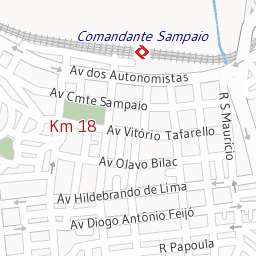 Comandante Sampaio
Av dos Autonomistas
Av Cmte Sampaio
Km 18
Av Vitório Tafarello
R S Maurício
Av Olavo Bilac
Av Hildebrando de Lima
Av Diogo Antônio Feijó
R Papoula